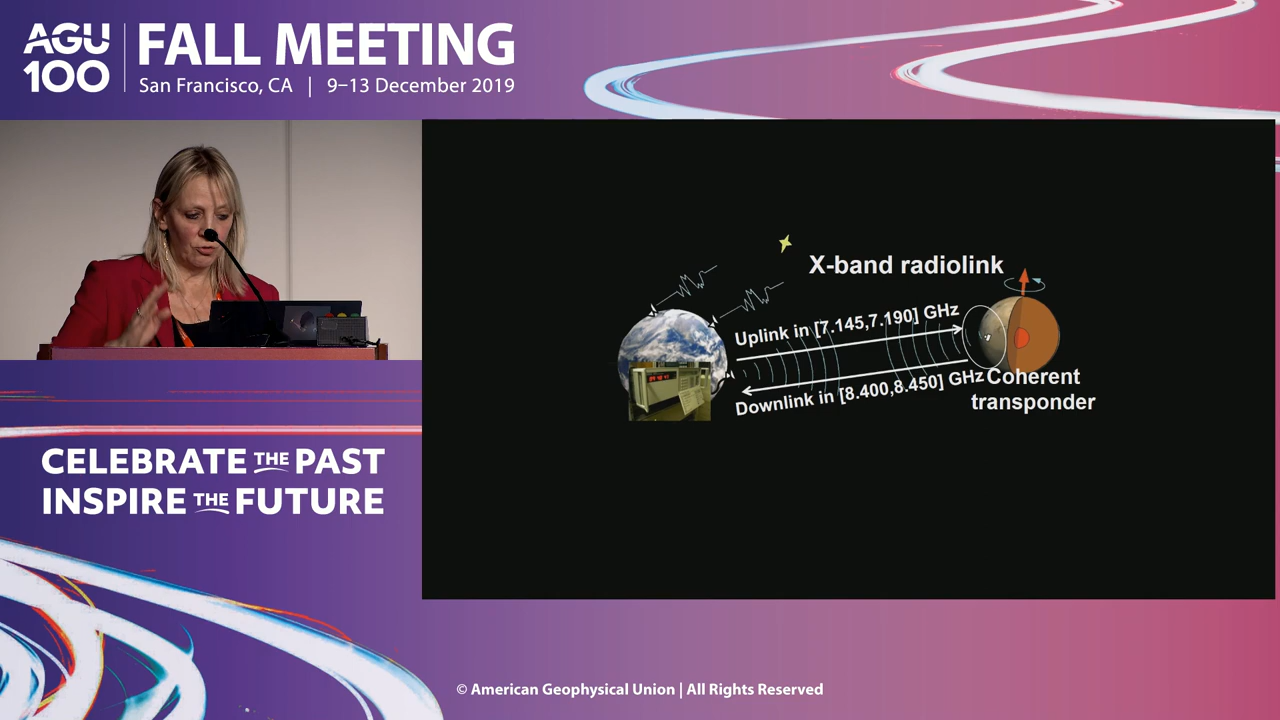 AGU
100
FALL MEETING
San Francisco, CA | 9–13 December 2019
X-band radiolink
Uplink in [7.145,7.190] GHz
Downlink in [8.400,8.450] GHz
Coherent
transponder
CELEBRATE THE PAST
INSPIRE THE FUTURE
© American Geophysical Union | All Rights Reserved